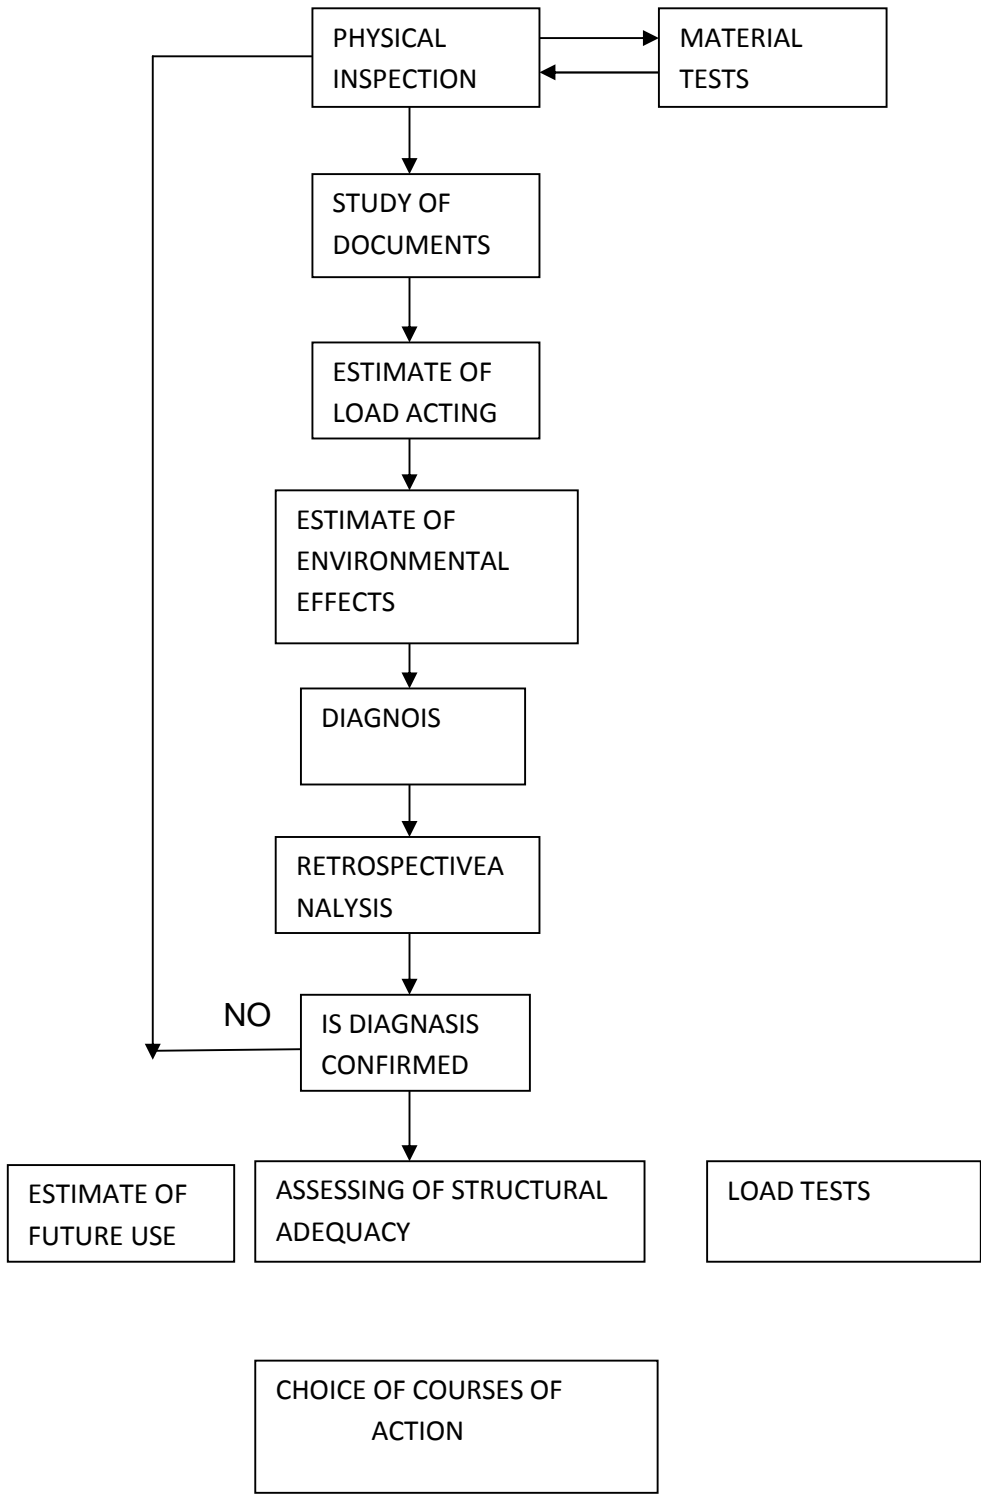 PHYSICAL
INSPECTION
MATERIAL
TESTS
STUDY OF
DOCUMENTS
ESTIMATE OF
LOAD ACTING
ESTIMATE OF
ENVIRONMENTAL
EFFECTS
DIAGNOIS
RETROSPECTIVEA
NALYSIS
NO
IS DIAGNASIS
CONFIRMED
ESTIMATE OF
FUTURE USE
ASSESSING OF STRUCTURAL
ADEQUACY
LOAD TESTS
CHOICE OF COURSES OF
ACTION